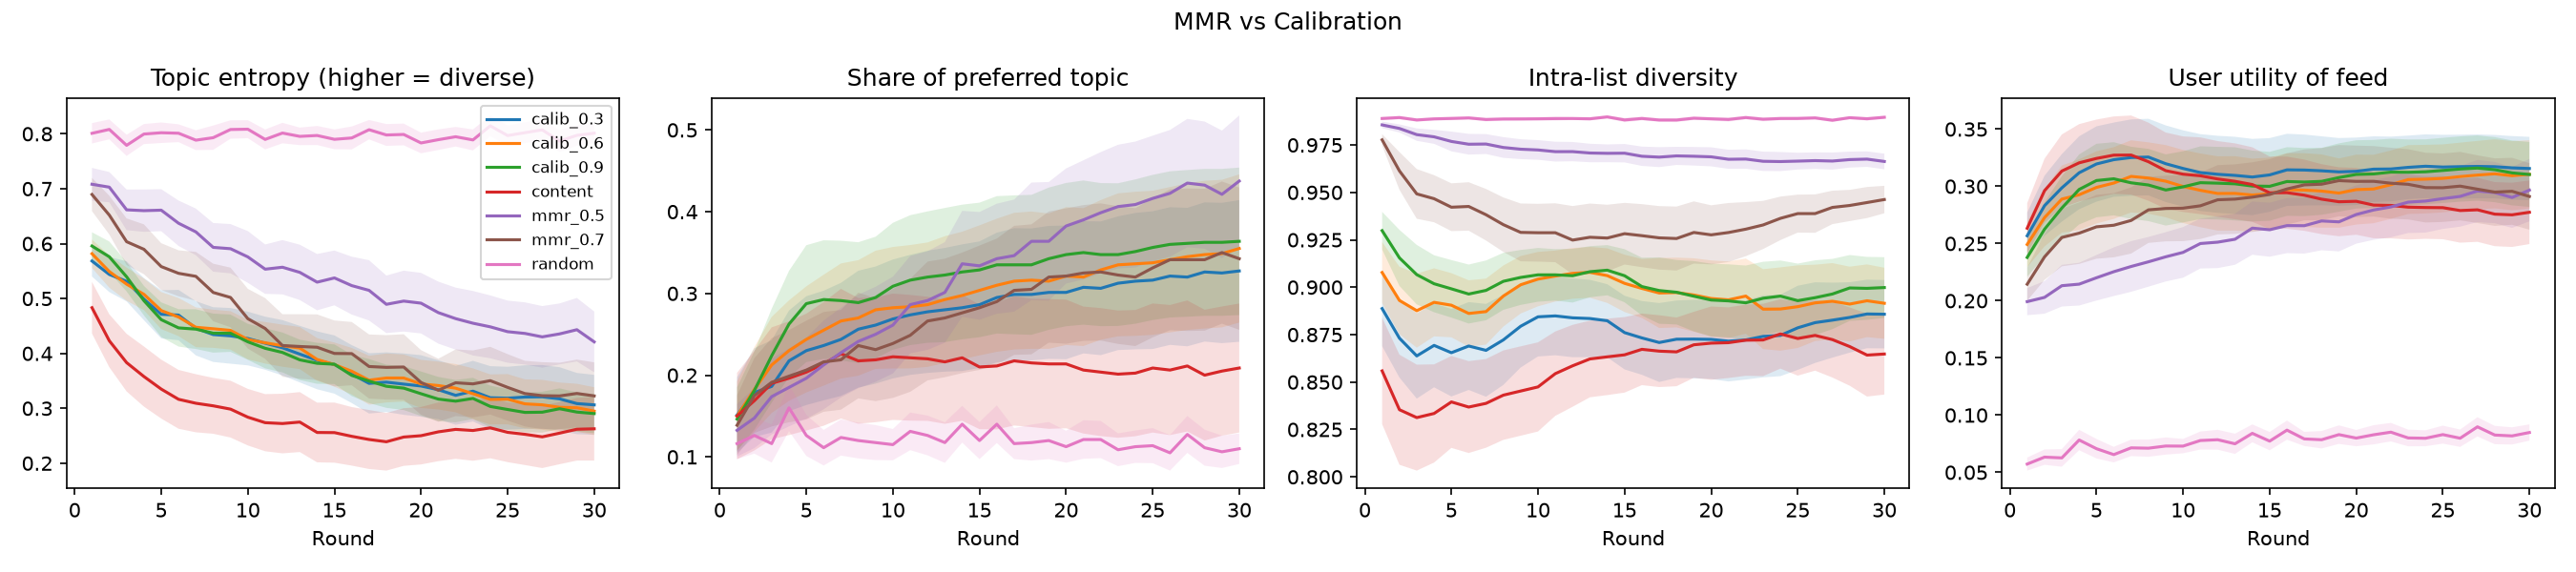 MMR vs Calibration
Topic entropy (higher = diverse)
0.8
0.7
0.6
0.5
0.4
0.3
0.2
0 5 10 15 20 25 30
Round
calib_0.3
calib_0.6
calib_0.9
content
mmr_0.5
mmr_0.7
random
Share of preferred topic
0.5
0.4
0.3
0.2
0.1
0 5 10 15 20 25 30
Round
Intra-list diversity
0.975
0.950
0.925
0.900
0.875
0.850
0.825
0.800
0 5 10 15 20 25 30
Round
User utility of feed
0.35
0.30
0.25
0.20
0.15
0.10
0.05
0 5 10 15 20 25 30
Round